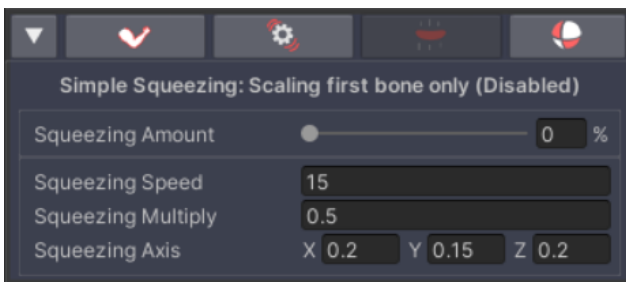 Simple Squeezing: Scaling first bone only (Disabled)
Squeezing Amount 0 %
Squeezing Speed 15
Squeezing Multiply 0.5
Squeezing Axis X 0.2 Y 0.15 Z 0.2